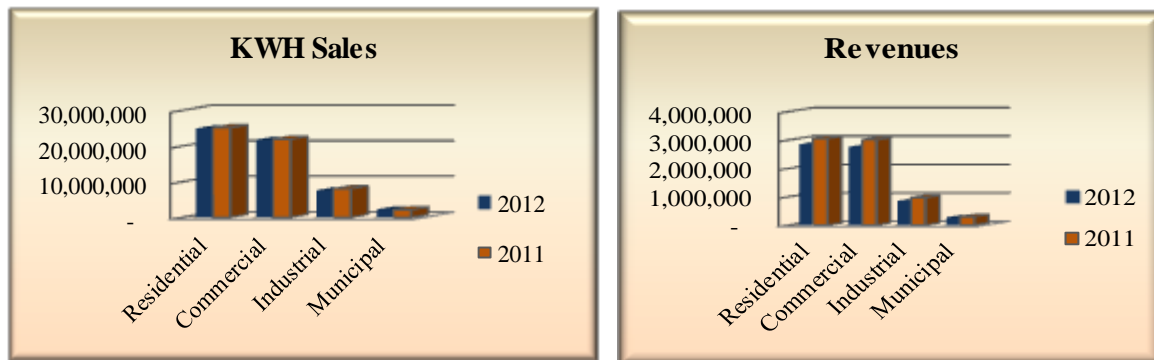 KWH Sales
30,000,000
20,000,000
10,000,000
-
Residential
Commercial
Industrial
Municipal
2012
2011
Revenues
4,000,000
3,000,000
2,000,000
1,000,000
-
Residential
Commercial
Industrial
Municipal
2012
2011